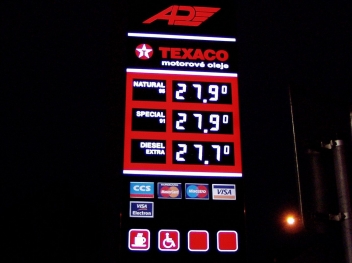 TEXACO
motorové oleje
NATURAL 95
27,9⁰
SPECIAL 91
27,9⁰
DIESEL EXTRA
27,7⁰
CCS
Maestro
VISA
VISA
Electron